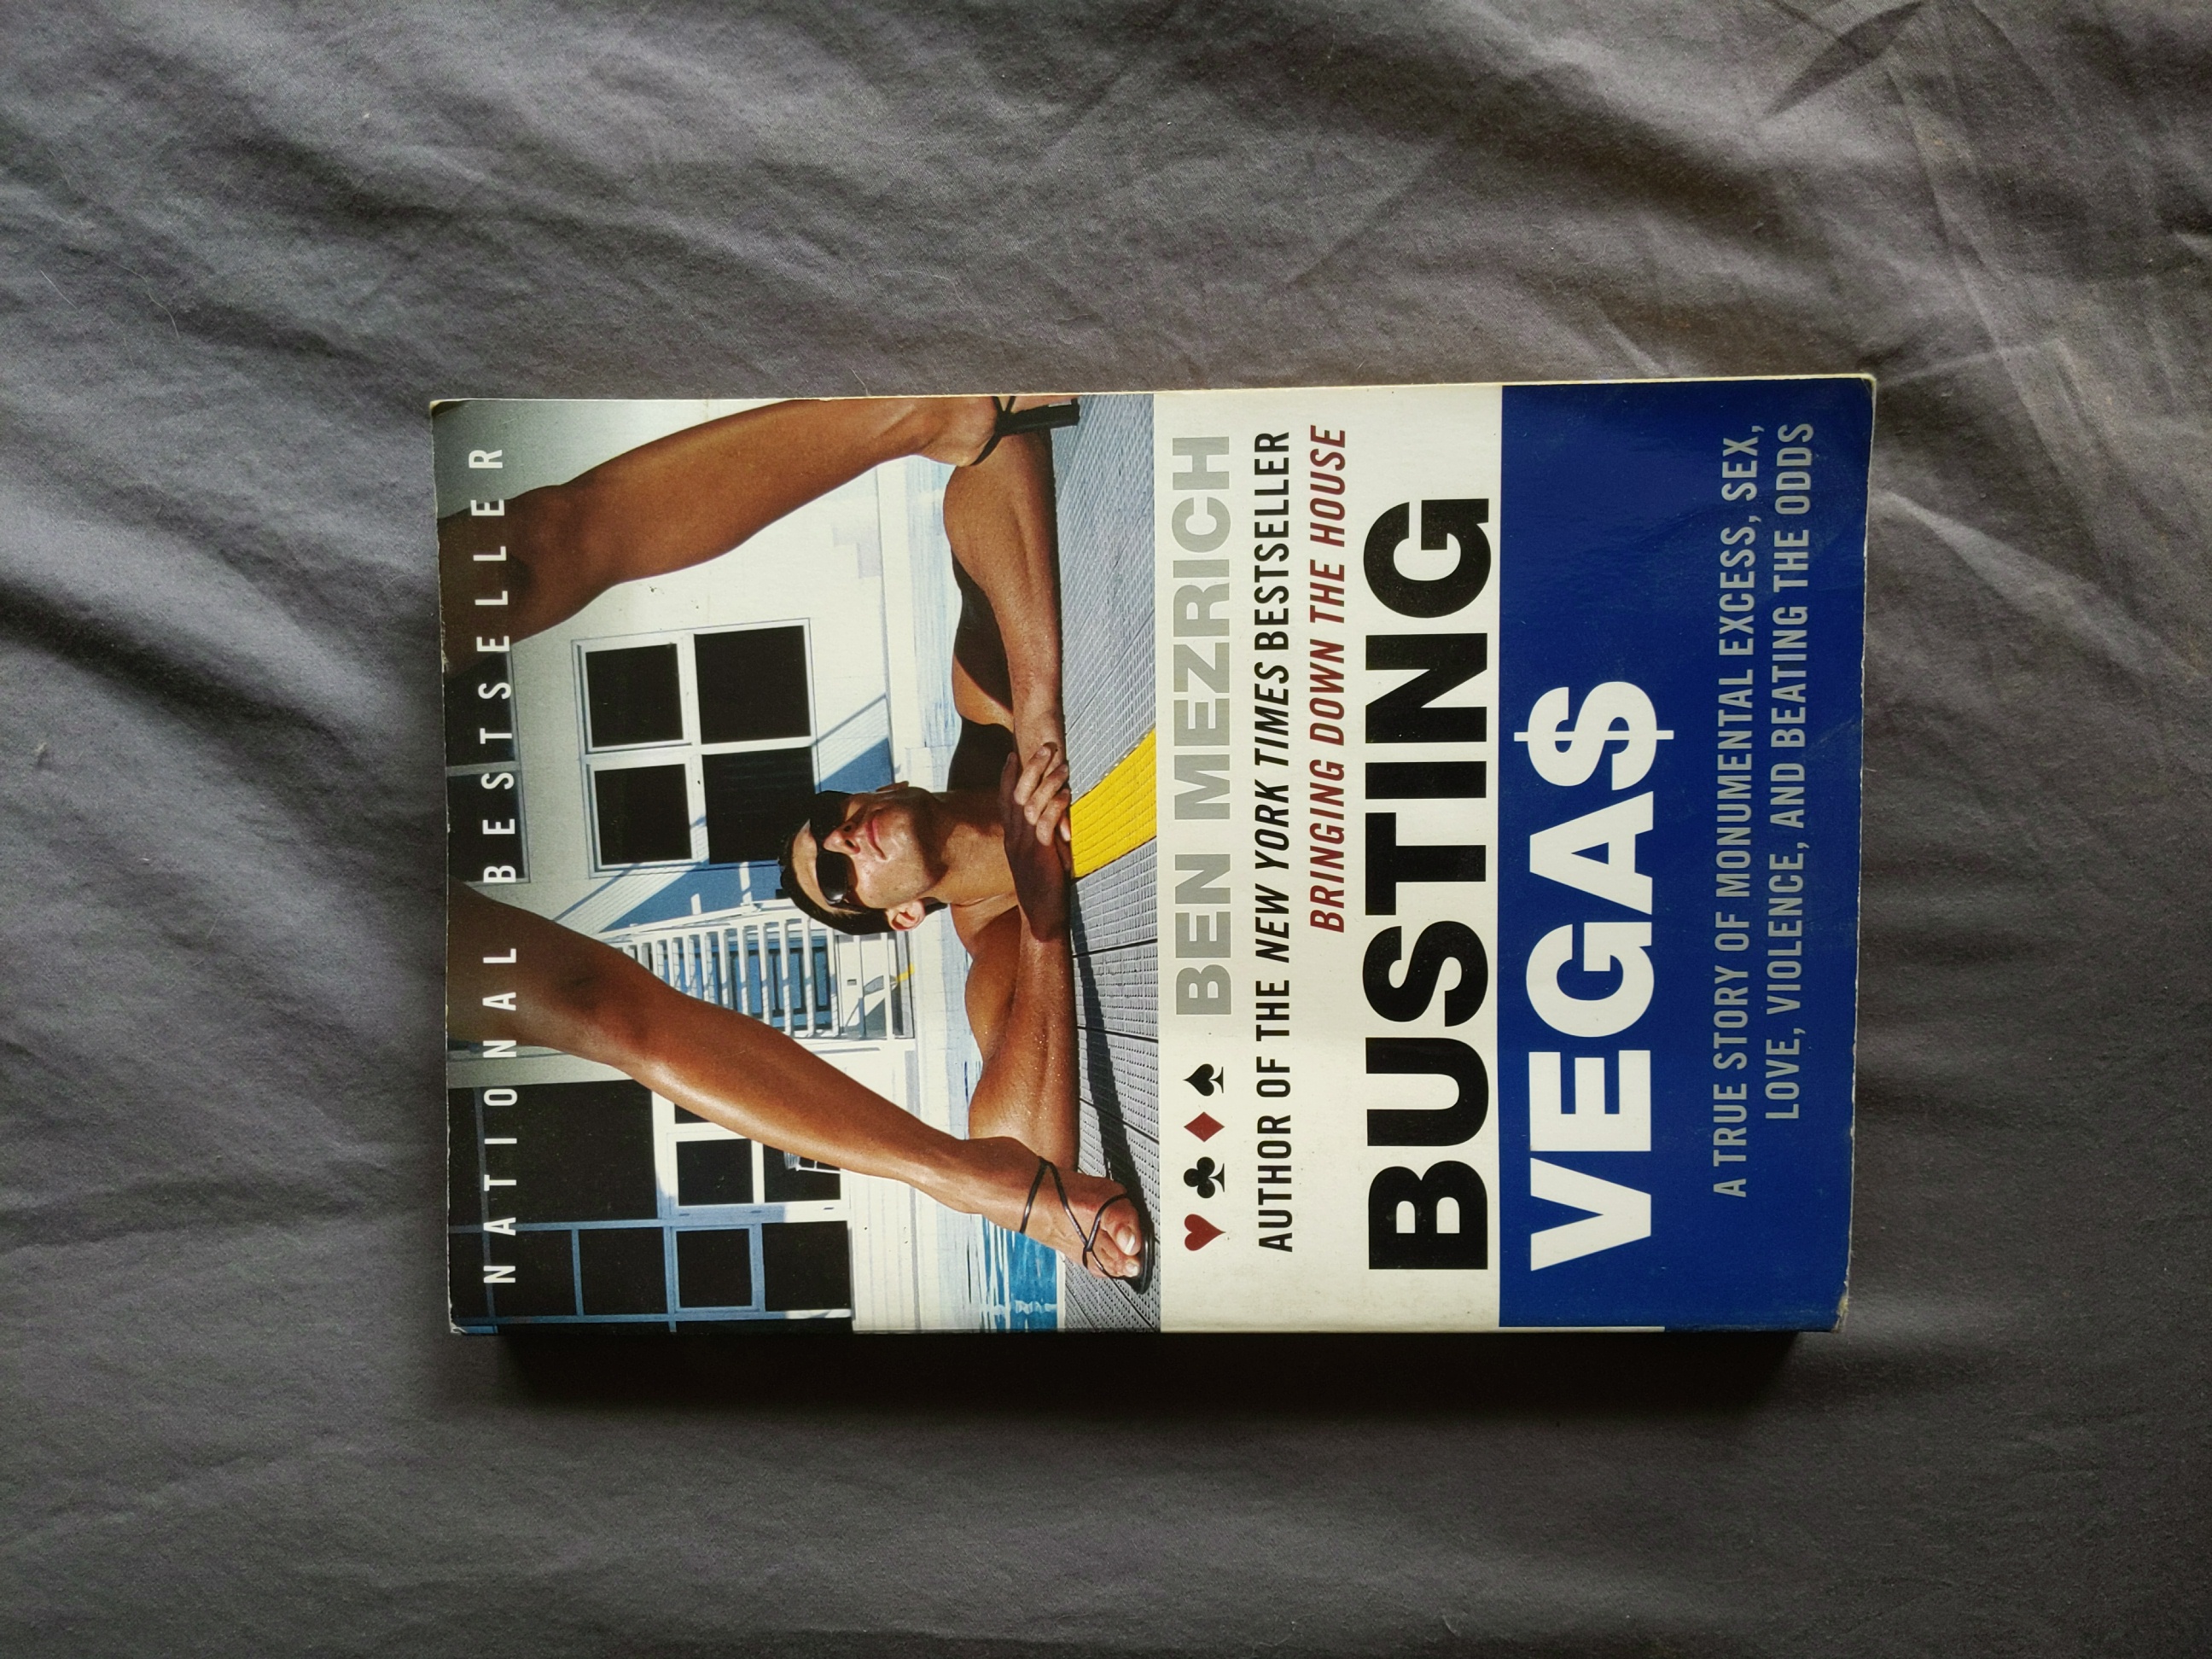 NATIONAL BESTSELLER
BEN MEZRICH
AUTHOR OF THE NEW YORK TIMES BESTSELLER
BRINGING DOWN THE HOUSE
BUSTING
VEGA$
A TRUE STORY OF MONUMENTAL EXCESS, SEX,
LOVE, VIOLENCE, AND BEATING THE ODDS